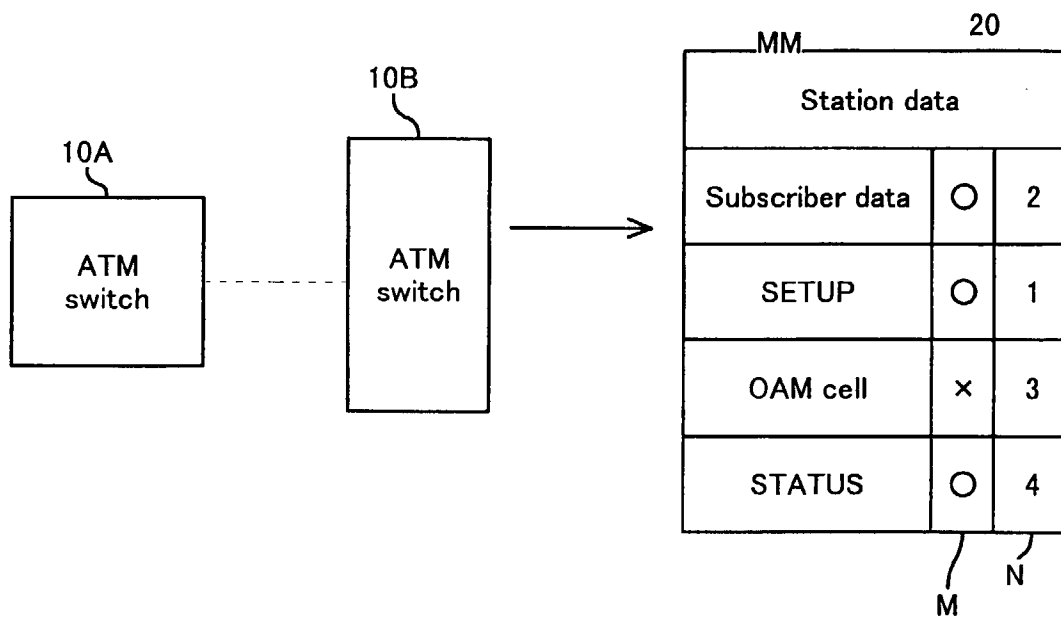 20
MM
10B
10A
Station data
Subscriber data ○ 2
SETUP ○ 1
OAM cell × 3
STATUS ○ 4
ATM
switch
ATM
switch
M
N